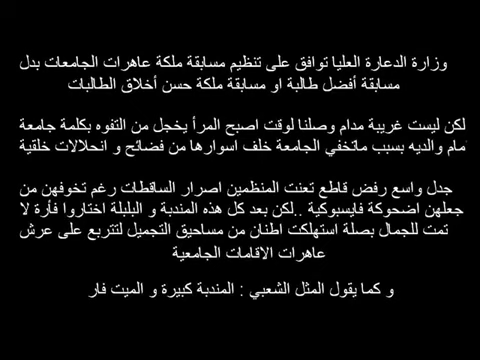 وزارة الدعارة العليا توافق على تنظيم مسابقة ملكة عاهرات الجامعات بدل
مسابقة أفضل طالبة او مسابقة ملكة حسن أخلاق الطالبات
لكن ليست غريبة مدام وصلنا لوقت اصبح المرأ يخجل من التفوه بكلمة جامعة
مام والديه بسبب ماتخفي الجامعة خلف اسوارها من فضائح و انحلالات خلقية
جدل واسع رفض قاطع تعنت المنظمين اصرار الساقطات رغم تخوفهن من
جعلهن اضحوكة فايسبوكية ..لكن بعد كل هذه المندبة و البلبلة اختاروا فأرة لا
تمت للجمال بصلة استهلكت اطنان من مساحيق التجميل لتتربع على عرش
عاهرات الاقامات الجامعية
و كما يقول المثل الشعبي : المندبة كبيرة و الميت فار